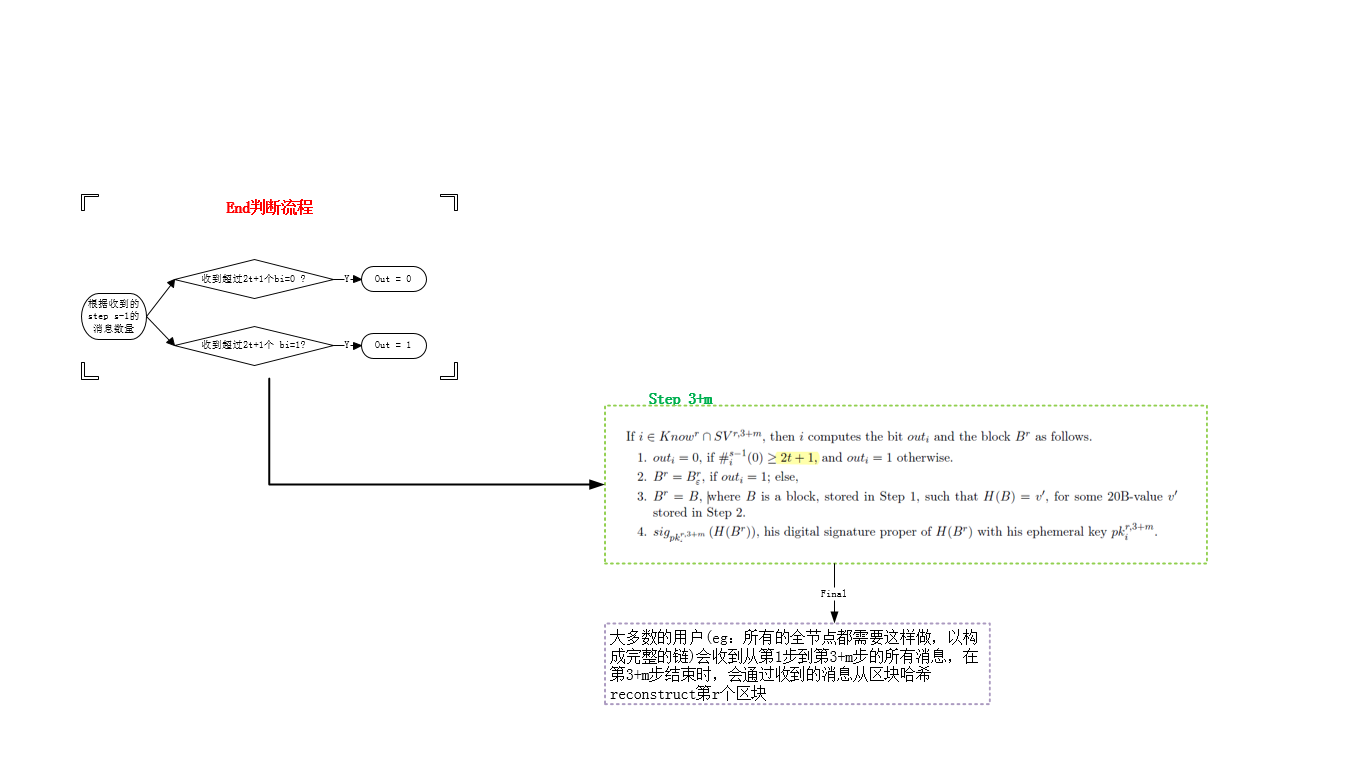 End判断流程
收到超过2t+1个bi=0 ?
Y
Out = 0
根据收到的
step s-1的
消息数量
收到超过2t+1个 bi=1?
Y
Out = 1
Step 3+m
If i ∈ Know^r ∩ SV^{r,3+m}, then i computes the bit out_i and the block B^r as follows.
1. out_i = 0, if #_i^{s−1}(0) ≥ 2t + 1, and out_i = 1 otherwise.
2. B^r = B_ε^r, if out_i = 1; else,
3. B^r = B, where B is a block, stored in Step 1, such that H(B) = v′, for some 20B-value v′
stored in Step 2.
4. sig_{pk_i^{r,3+m}}(H(B^r)), his digital signature proper of H(B^r) with his ephemeral key pk_i^{r,3+m}.
Final
大多数的用户(eg：所有的全节点都需要这样做，以构
成完整的链)会收到从第1步到第3+m步的所有消息，在
第3+m步结束时，会通过收到的消息从区块哈希
reconstruct第r个区块